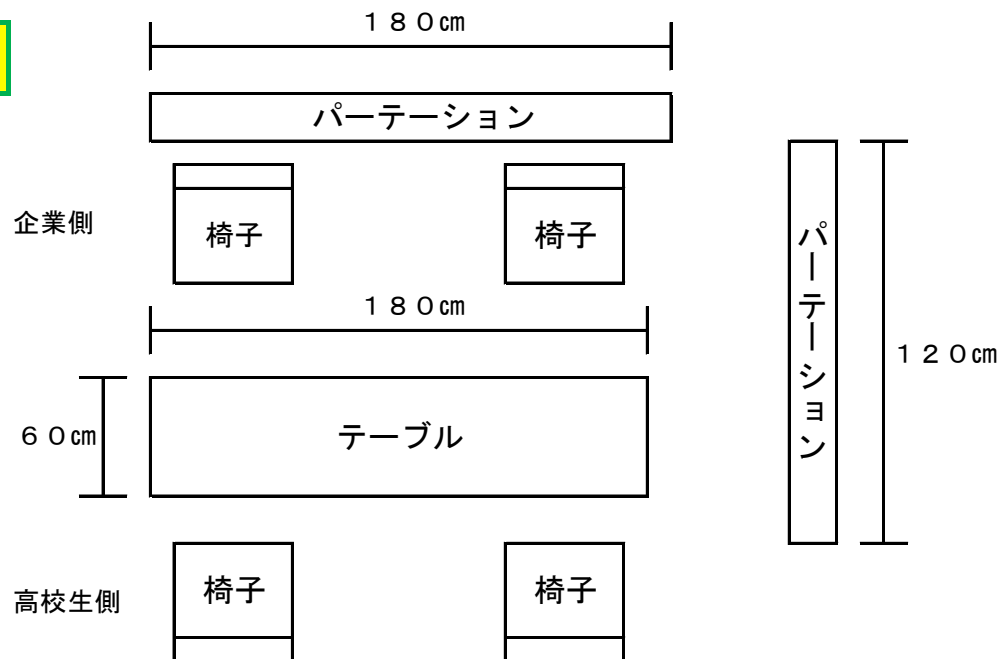 １８０㎝
パーテーション
企業側
椅子
椅子
１８０㎝
パーテーション
１２０㎝
６０㎝
テーブル
高校生側
椅子
椅子